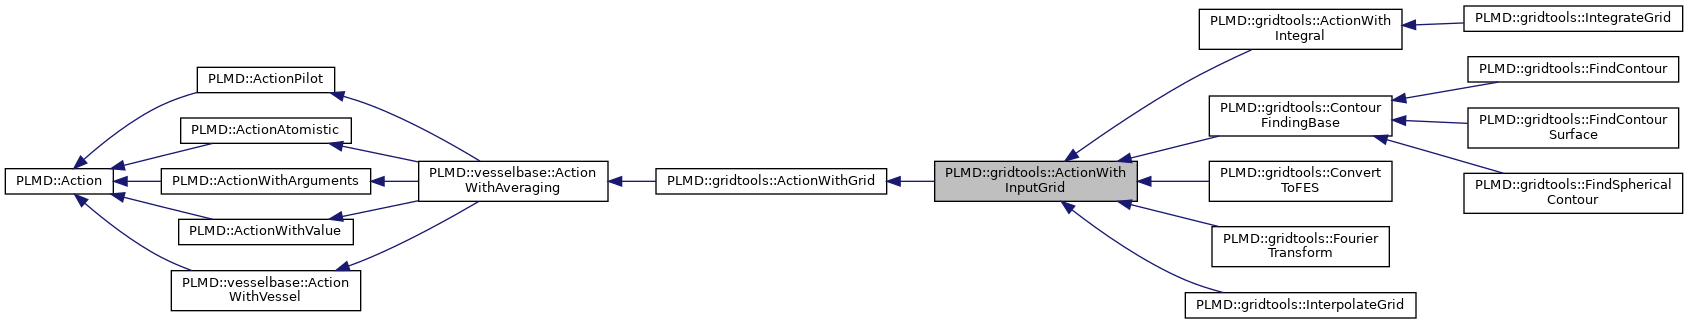 PLMD::Action
PLMD::ActionPilot
PLMD::ActionAtomistic
PLMD::ActionWithArguments
PLMD::ActionWithValue
PLMD::vesselbase::Action
WithVessel
PLMD::vesselbase::Action
WithAveraging
PLMD::gridtools::ActionWithGrid
PLMD::gridtools::ActionWith
InputGrid
PLMD::gridtools::ActionWith
Integral
PLMD::gridtools::Contour
FindingBase
PLMD::gridtools::Convert
ToFES
PLMD::gridtools::Fourier
Transform
PLMD::gridtools::InterpolateGrid
PLMD::gridtools::IntegrateGrid
PLMD::gridtools::FindContour
PLMD::gridtools::FindContour
Surface
PLMD::gridtools::FindSpherical
Contour